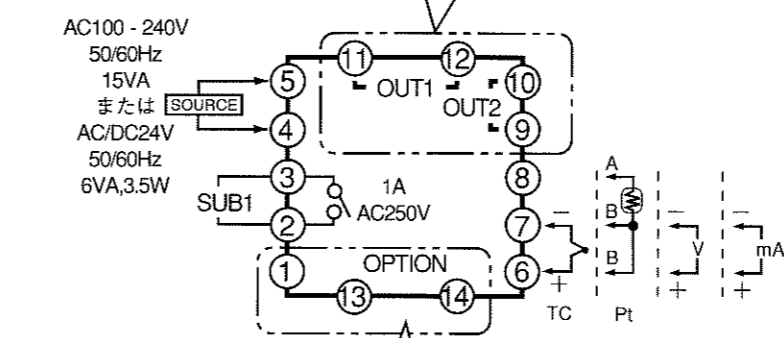 AC100 - 240V
50/60Hz
15VA
または
SOURCE
AC/DC24V
50/60Hz
6VA,3.5W
5
4
3
2
1
SUB1
1A
AC250V
11
12
OUT1
10
OUT2
9
8
7
6
OPTION
13
14
−
+
TC
A
B
B
Pt
−
V
+
−
mA
+